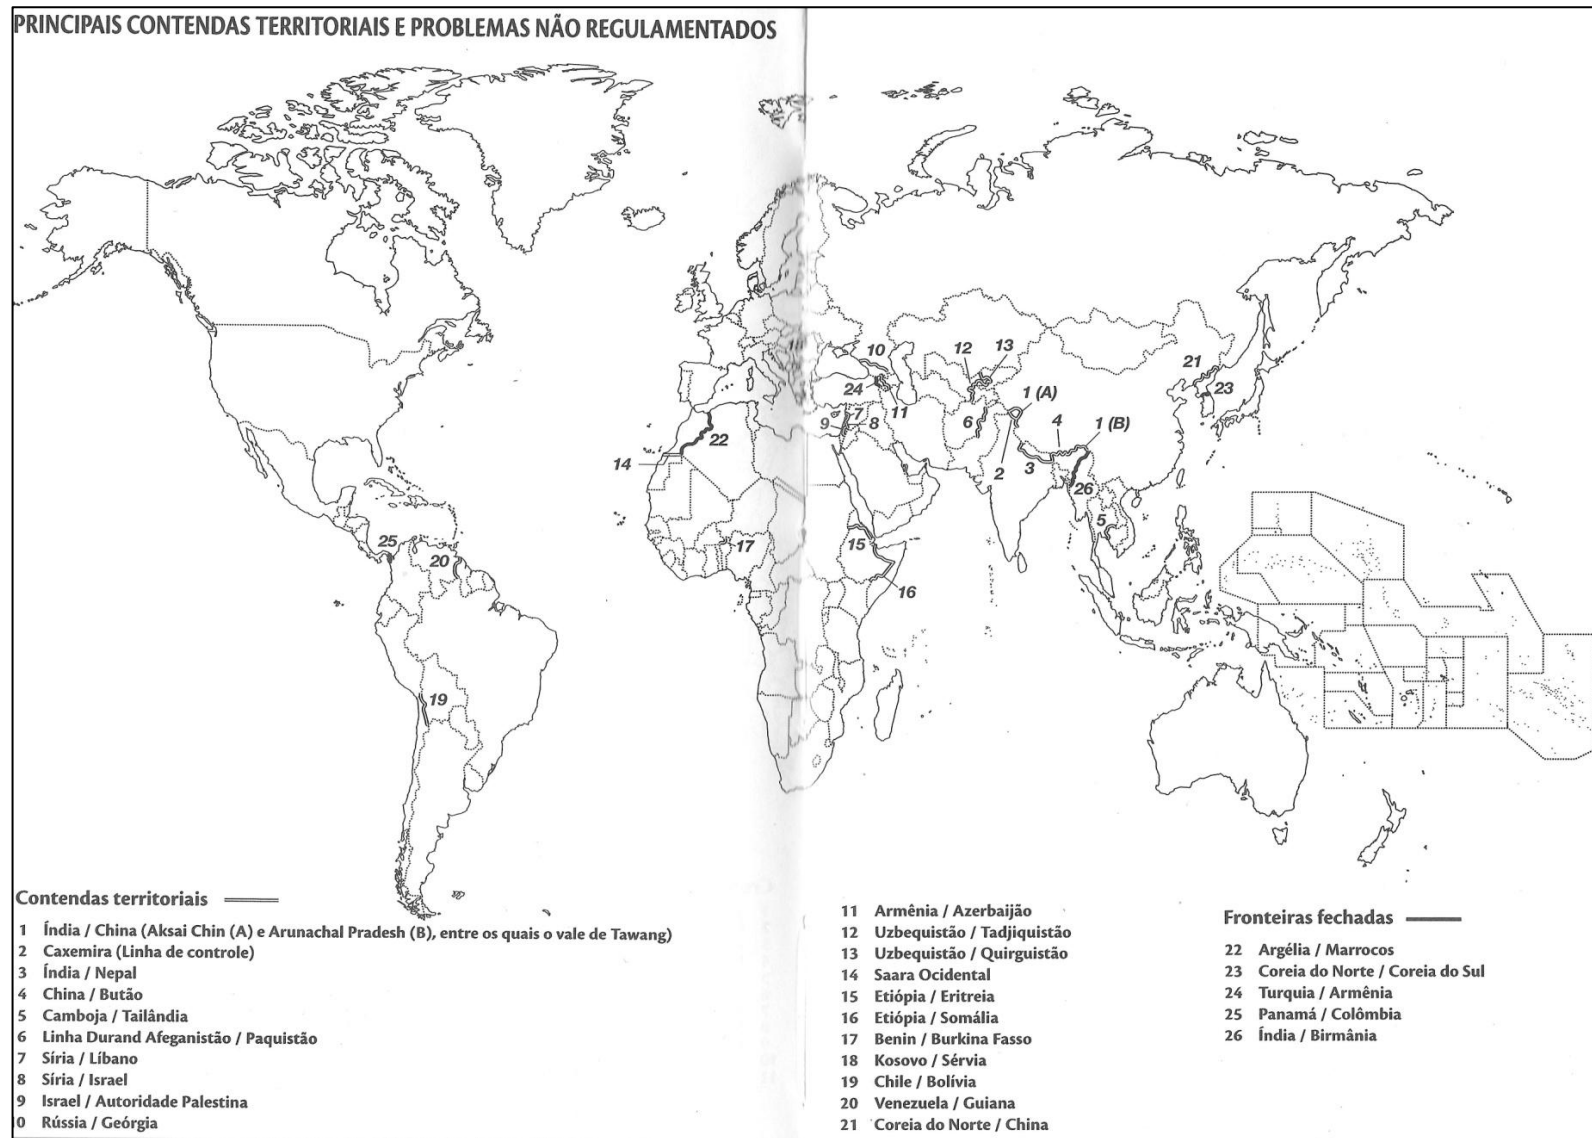 PRINCIPAIS CONTENDAS TERRITORIAIS E PROBLEMAS NÃO REGULAMENTADOS
10
12
13
21
23
24
11
1 (A)
7
9
8
6
4
1 (B)
22
14
2
3
26
5
25
20
17
15
16
19
18
Contendas territoriais
1 Índia / China (Aksai Chin (A) e Arunachal Pradesh (B), entre os quais o vale de Tawang)
2 Caxemira (Linha de controle)
3 Índia / Nepal
4 China / Butão
5 Camboja / Tailândia
6 Linha Durand Afeganistão / Paquistão
7 Síria / Líbano
8 Síria / Israel
9 Israel / Autoridade Palestina
10 Rússia / Geórgia
11 Armênia / Azerbaijão
12 Uzbequistão / Tadjiquistão
13 Uzbequistão / Quirguistão
14 Saara Ocidental
15 Etiópia / Eritreia
16 Etiópia / Somália
17 Benin / Burkina Fasso
18 Kosovo / Sérvia
19 Chile / Bolívia
20 Venezuela / Guiana
21 Coreia do Norte / China
Fronteiras fechadas
22 Argélia / Marrocos
23 Coreia do Norte / Coreia do Sul
24 Turquia / Armênia
25 Panamá / Colômbia
26 Índia / Birmânia